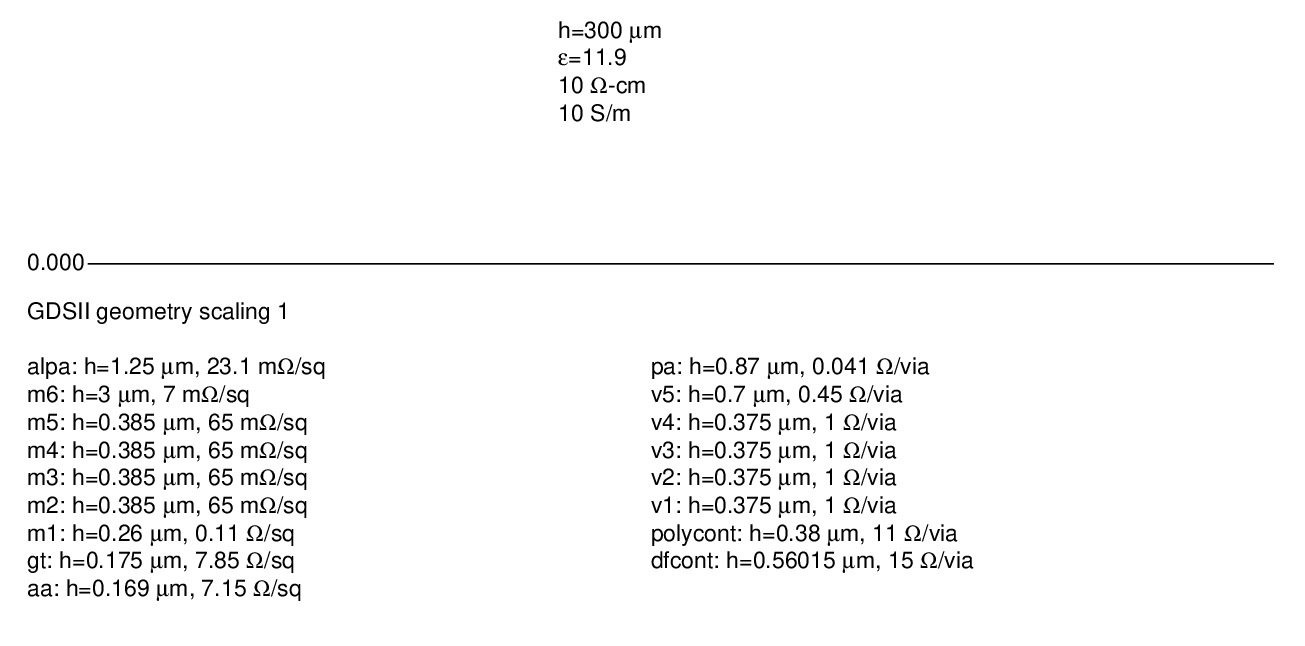 h=300 μm
ε=11.9
10 Ω-cm
10 S/m
0.000
GDSII geometry scaling 1
alpa: h=1.25 μm, 23.1 mΩ/sq
m6: h=3 μm, 7 mΩ/sq
m5: h=0.385 μm, 65 mΩ/sq
m4: h=0.385 μm, 65 mΩ/sq
m3: h=0.385 μm, 65 mΩ/sq
m2: h=0.385 μm, 65 mΩ/sq
m1: h=0.26 μm, 0.11 Ω/sq
gt: h=0.175 μm, 7.85 Ω/sq
aa: h=0.169 μm, 7.15 Ω/sq
pa: h=0.87 μm, 0.041 Ω/via
v5: h=0.7 μm, 0.45 Ω/via
v4: h=0.375 μm, 1 Ω/via
v3: h=0.375 μm, 1 Ω/via
v2: h=0.375 μm, 1 Ω/via
v1: h=0.375 μm, 1 Ω/via
polycont: h=0.38 μm, 11 Ω/via
dfcont: h=0.56015 μm, 15 Ω/via